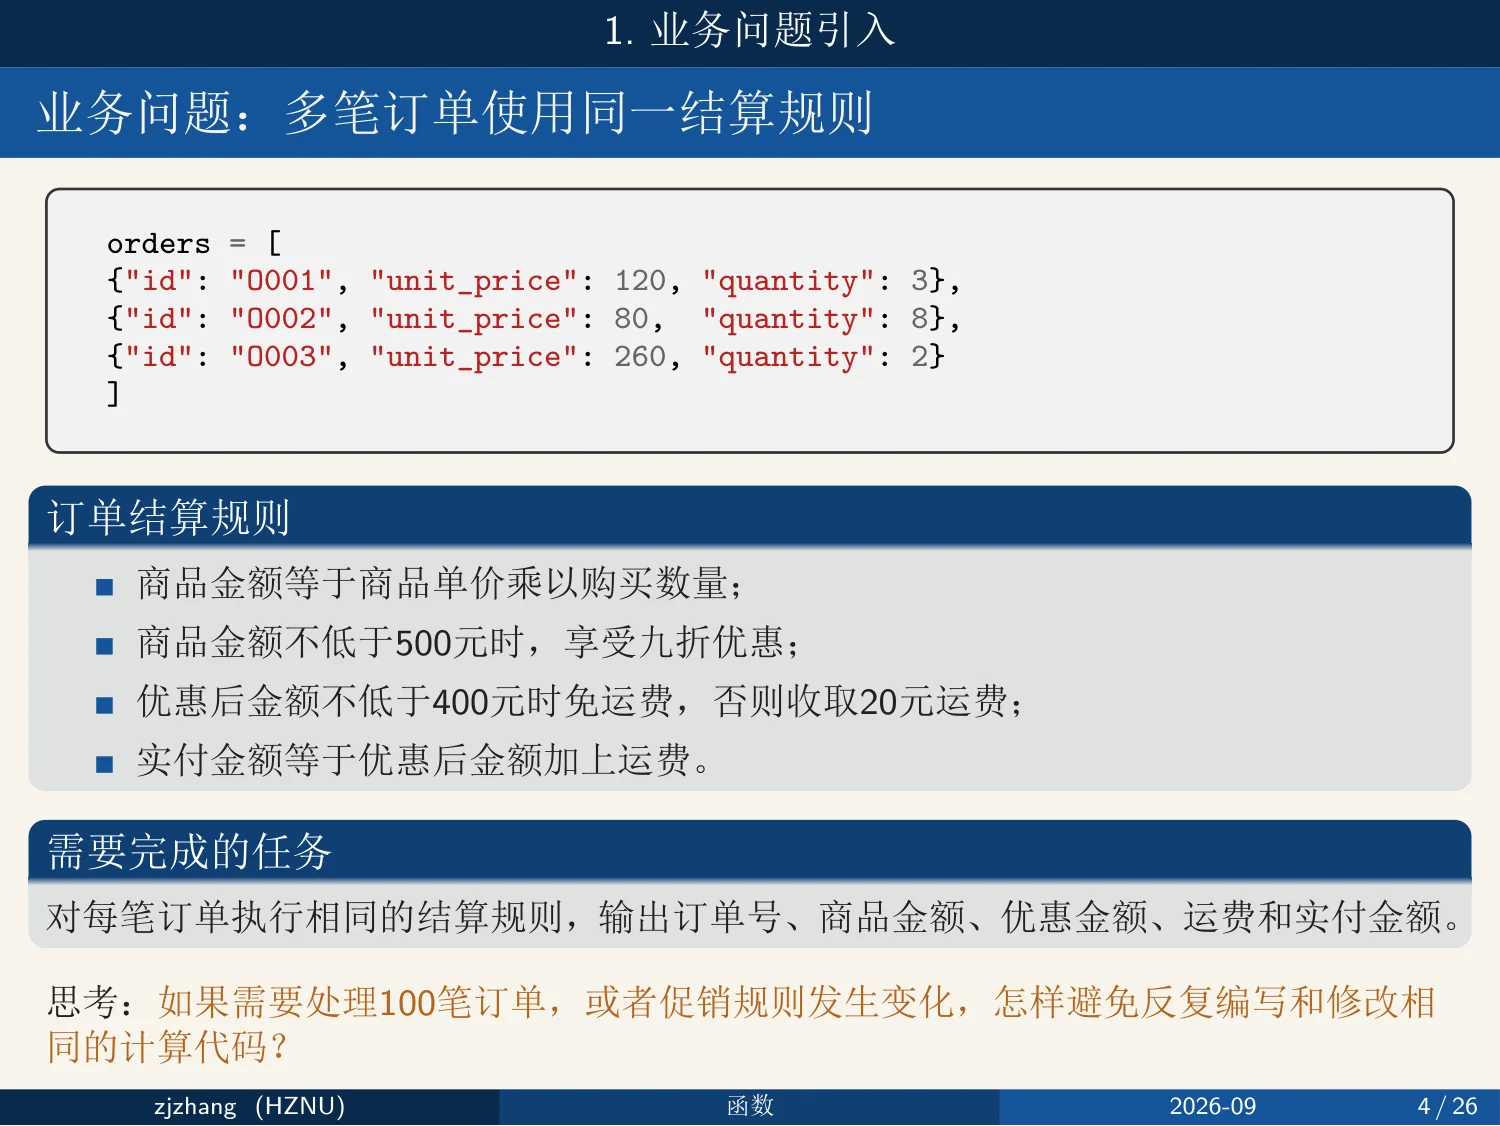 1. 业务问题引入
业务问题：多笔订单使用同一结算规则
orders = [
{"id": "O001", "unit_price": 120, "quantity": 3},
{"id": "O002", "unit_price": 80,  "quantity": 8},
{"id": "O003", "unit_price": 260, "quantity": 2}
]
订单结算规则
■ 商品金额等于商品单价乘以购买数量；
■ 商品金额不低于500元时，享受九折优惠；
■ 优惠后金额不低于400元时免运费，否则收取20元运费；
■ 实付金额等于优惠后金额加上运费。
需要完成的任务
对每笔订单执行相同的结算规则，输出订单号、商品金额、优惠金额、运费和实付金额。
思考：如果需要处理100笔订单，或者促销规则发生变化，怎样避免反复编写和修改相
同的计算代码？
zjzhang (HZNU) 函数 2026-09 4 / 26